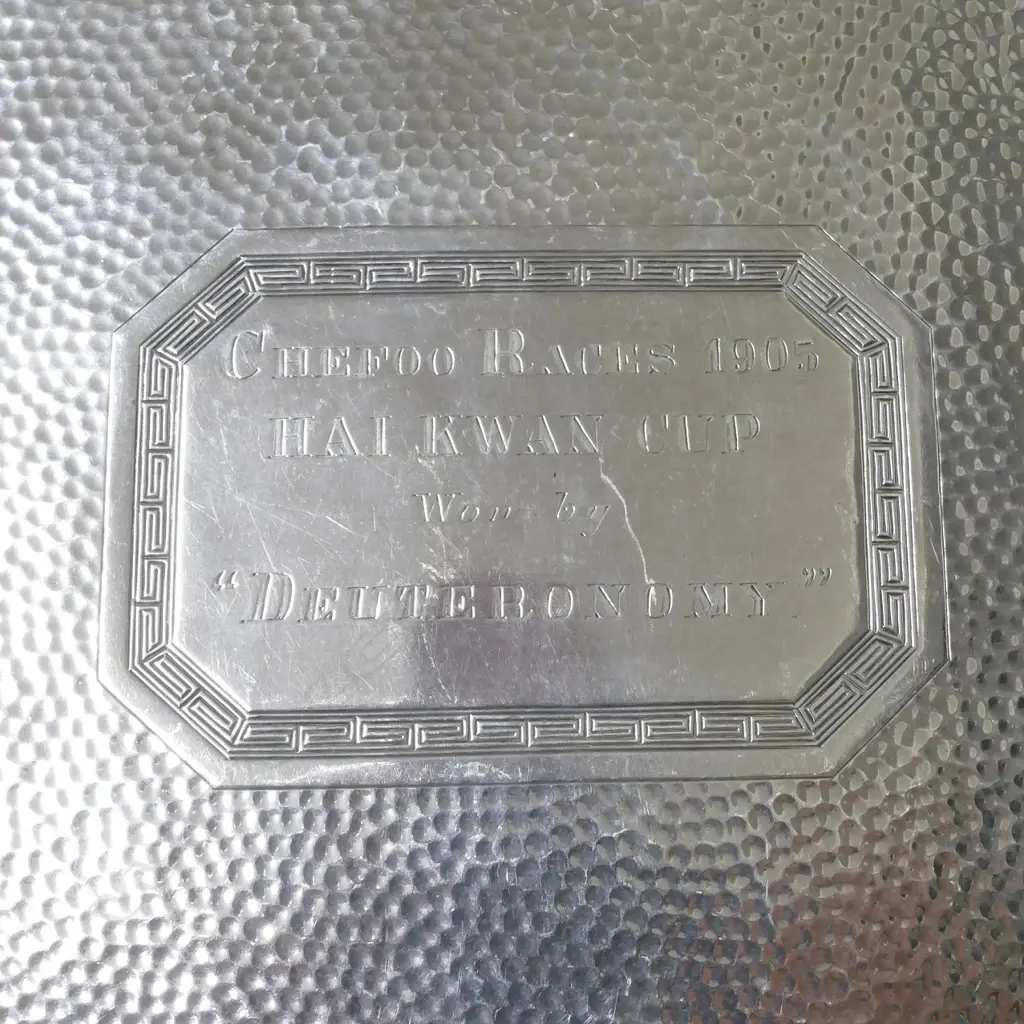 CHEFOO RACES 1905
HAI KWAN CUP
Won by
"DEUTERONOMY"